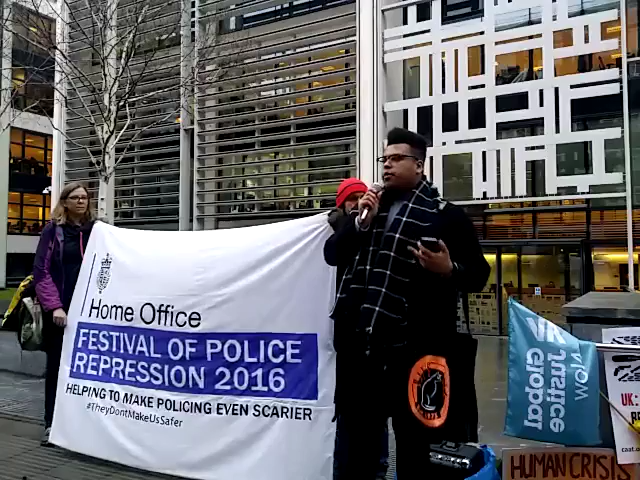 Home Office
FESTIVAL OF POLICE
REPRESSION 2016
HELPING TO MAKE POLICING EVEN SCARIER
#TheyDontMakeUsSafer
Global
Justice
Now
UK:
caat.o
HUMAN CRISIS